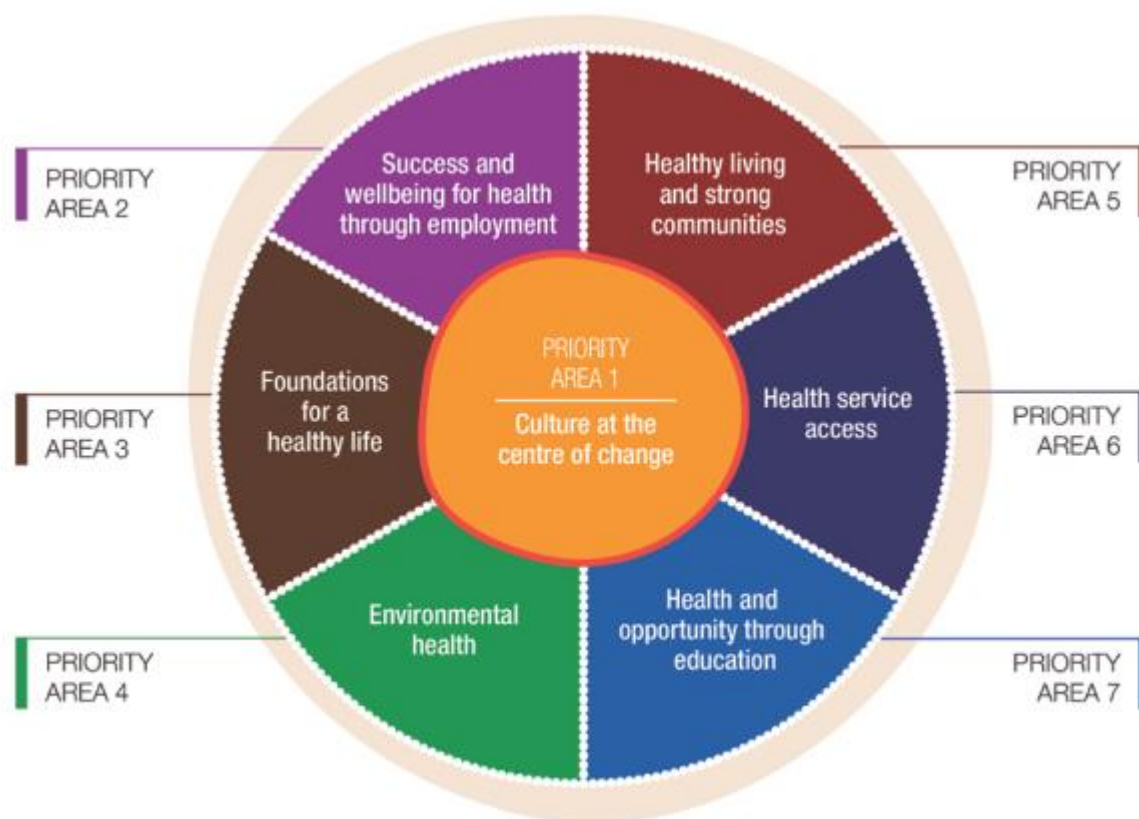 PRIORITY
AREA 1
Culture at the
centre of change
PRIORITY
AREA 2
Success and
wellbeing for health
through employment
PRIORITY
AREA 3
Foundations
for a
healthy life
PRIORITY
AREA 4
Environmental
health
PRIORITY
AREA 5
Healthy living
and strong
communities
PRIORITY
AREA 6
Health service
access
PRIORITY
AREA 7
Health and
opportunity through
education